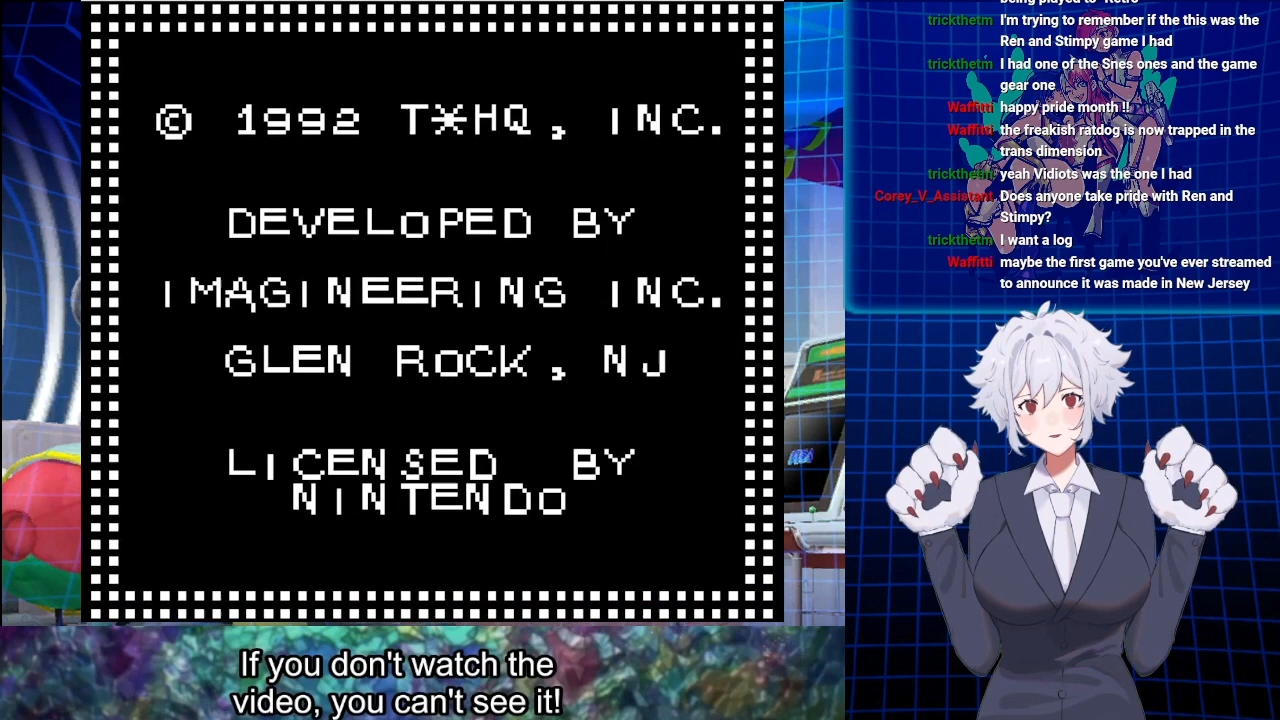 © 1992 T*HQ, INC.
DEVELOPED BY
IMAGINEERING INC.
GLEN ROCK, NJ
LICENSED BY
NINTENDO
If you don't watch the
video, you can't see it!
being played to "Retro"
trickthetm I'm trying to remember if the this was the
Ren and Stimpy game I had
trickthetm I had one of the Snes ones and the game
gear one
Waffitti happy pride month !!
Waffitti the freakish ratdog is now trapped in the
trans dimension
trickthetm yeah Vidiots was the one I had
Corey_V_Assistant Does anyone take pride with Ren and
Stimpy?
trickthetm I want a log
Waffitti maybe the first game you've ever streamed
to announce it was made in New Jersey